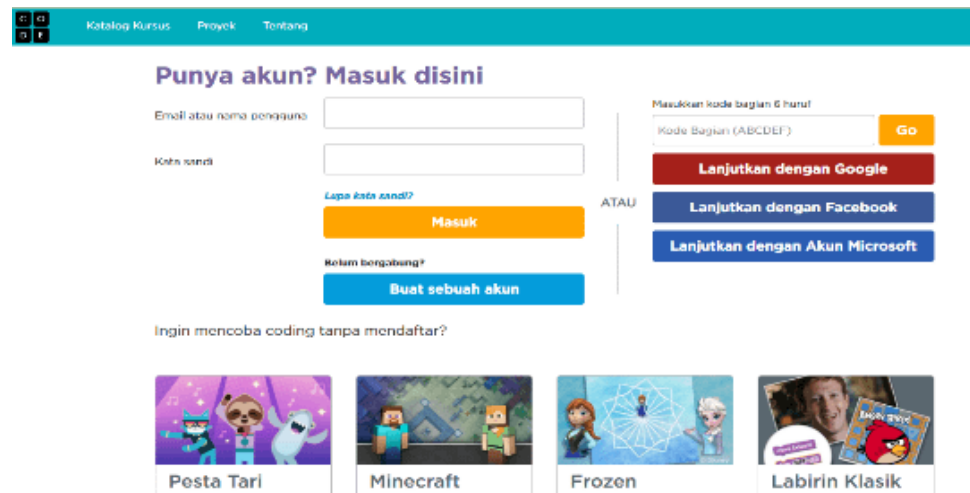 C O
D E
Katalog Kursus Proyek Tentang
Punya akun? Masuk disini
Email atau nama pengguna
Kata sandi
Lupa kata sandi?
Masuk
Belum bergabung?
Buat sebuah akun
ATAU
Masukkan kode bagian 6 huruf
Kode Bagian (ABCDEF) Go
Lanjutkan dengan Google
Lanjutkan dengan Facebook
Lanjutkan dengan Akun Microsoft
Ingin mencoba coding tanpa mendaftar?
ANGRY BIRDS
Pesta Tari Minecraft Frozen Labirin Klasik